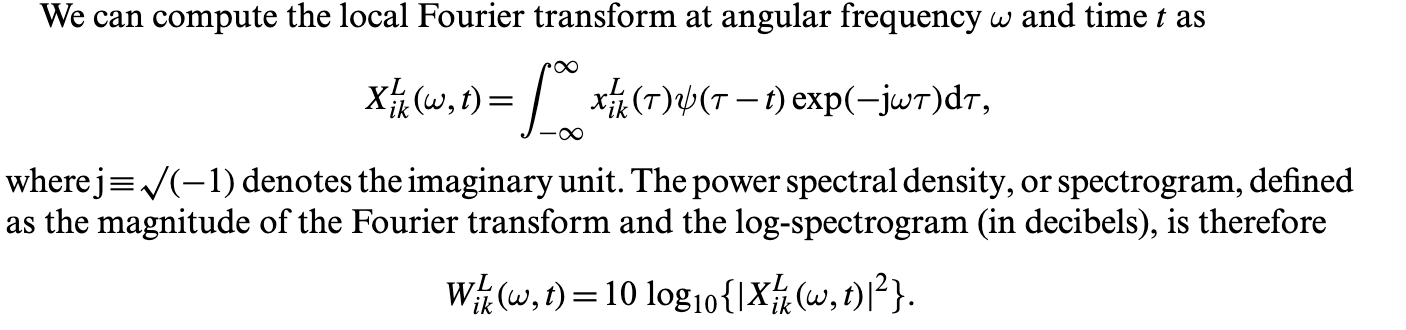 We can compute the local Fourier transform at angular frequency ω and time t as
X^L_{ik}(ω, t) = ∫_{−∞}^{∞} x^L_{ik}(τ)ψ(τ − t) exp(−jωτ)dτ,
where j ≡ √(−1) denotes the imaginary unit. The power spectral density, or spectrogram, defined
as the magnitude of the Fourier transform and the log-spectrogram (in decibels), is therefore
W^L_{ik}(ω, t) = 10 log_{10}{|X^L_{ik}(ω, t)|^2}.